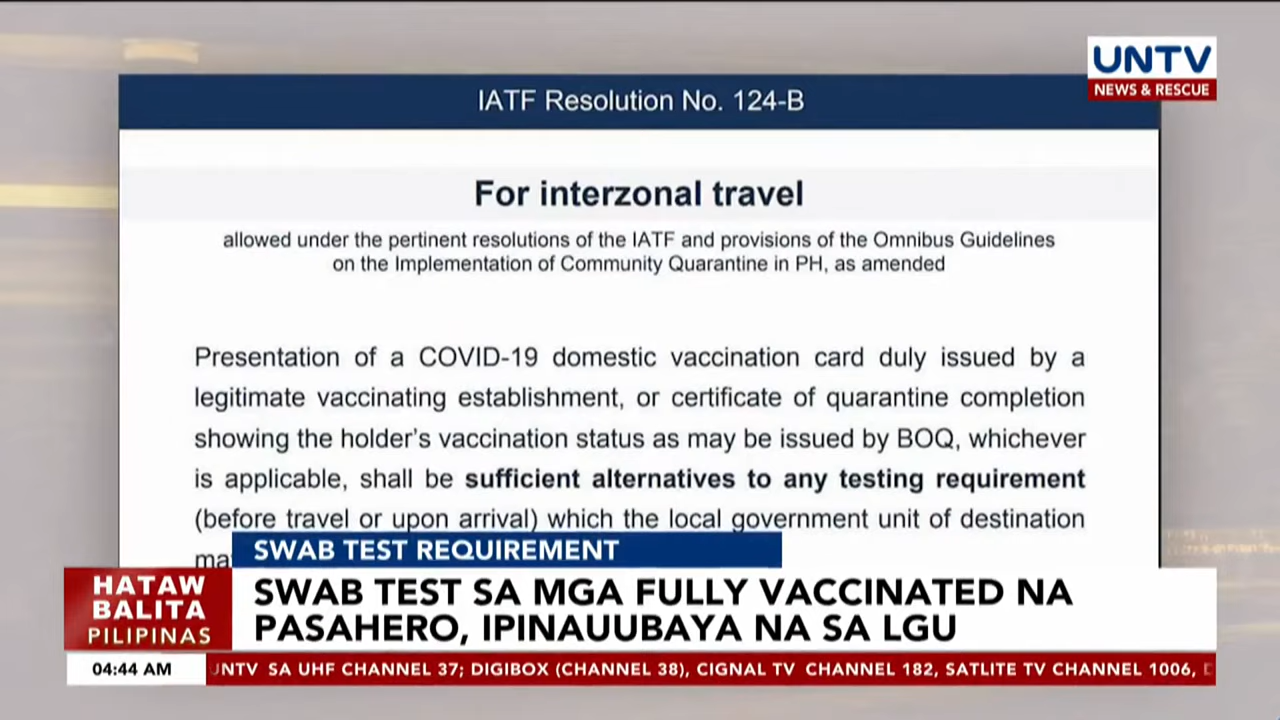 UNTV
NEWS & RESCUE
IATF Resolution No. 124-B
For interzonal travel
allowed under the pertinent resolutions of the IATF and provisions of the Omnibus Guidelines
on the Implementation of Community Quarantine in PH, as amended
Presentation of a COVID-19 domestic vaccination card duly issued by a
legitimate vaccinating establishment, or certificate of quarantine completion
showing the holder's vaccination status as may be issued by BOQ, whichever
is applicable, shall be sufficient alternatives to any testing requirement
(before travel or upon arrival) which the local government unit of destination
SWAB TEST REQUIREMENT
HATAW
BALITA
PILIPINAS
SWAB TEST SA MGA FULLY VACCINATED NA
PASAHERO, IPINAUUBAYA NA SA LGU
04:44 AM
UNTV SA UHF CHANNEL 37; DIGIBOX (CHANNEL 38), CIGNAL TV CHANNEL 182, SATLITE TV CHANNEL 1006,